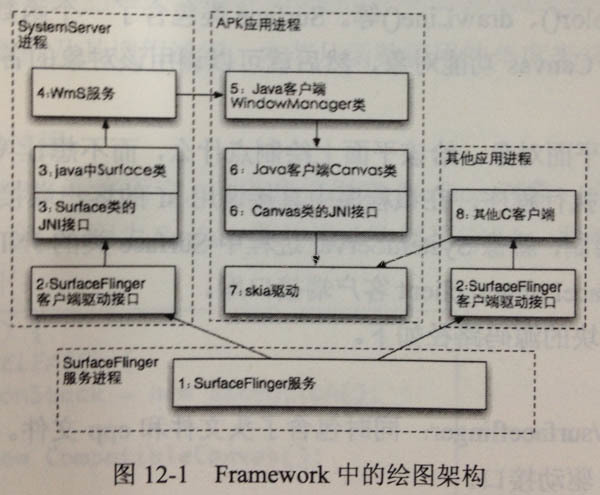 SystemServer
进程
4:WmS服务
3:java中Surface类
3:Surface类的
JNI接口
2:SurfaceFlinger
客户端驱动接口
APK应用进程
5: Java客户端
WindowManager类
6: Java客户端Canvas类
6: Canvas类的JNI接口
7:skia驱动
其他应用进程
8:其他C客户端
2:SurfaceFlinger
客户端驱动接口
SurfaceFlinger
服务进程
1:SurfaceFlinger服务
图 12-1 Framework 中的绘图架构